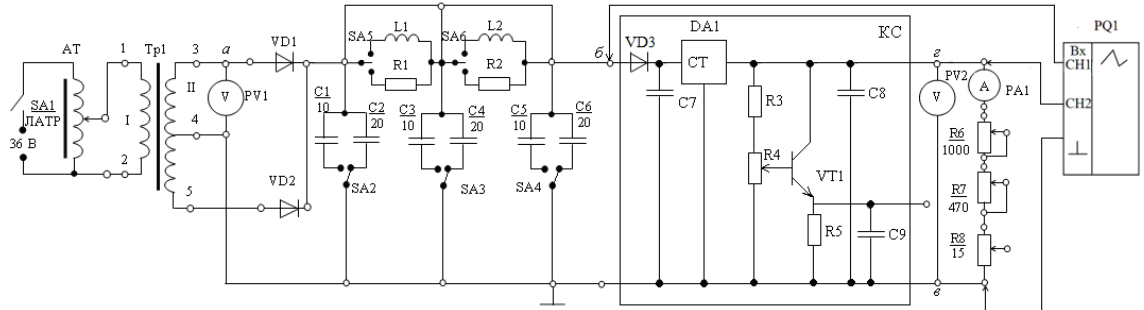 АТ
SA1
ЛАТР
36 В
1
2
I
Тр1
II
3
4
5
а
V
PV1
VD1
VD2
SA5
L1
R1
SA6
L2
R2
C1
10
C2
20
SA2
C3
10
C4
20
SA3
C5
10
C6
20
SA4
б
VD3
C7
DA1
СТ
КС
R3
R4
VT1
R5
C8
C9
г
PV2
V
в
A
PA1
R6
1000
R7
470
R8
15
PQ1
Вх
CH1
CH2